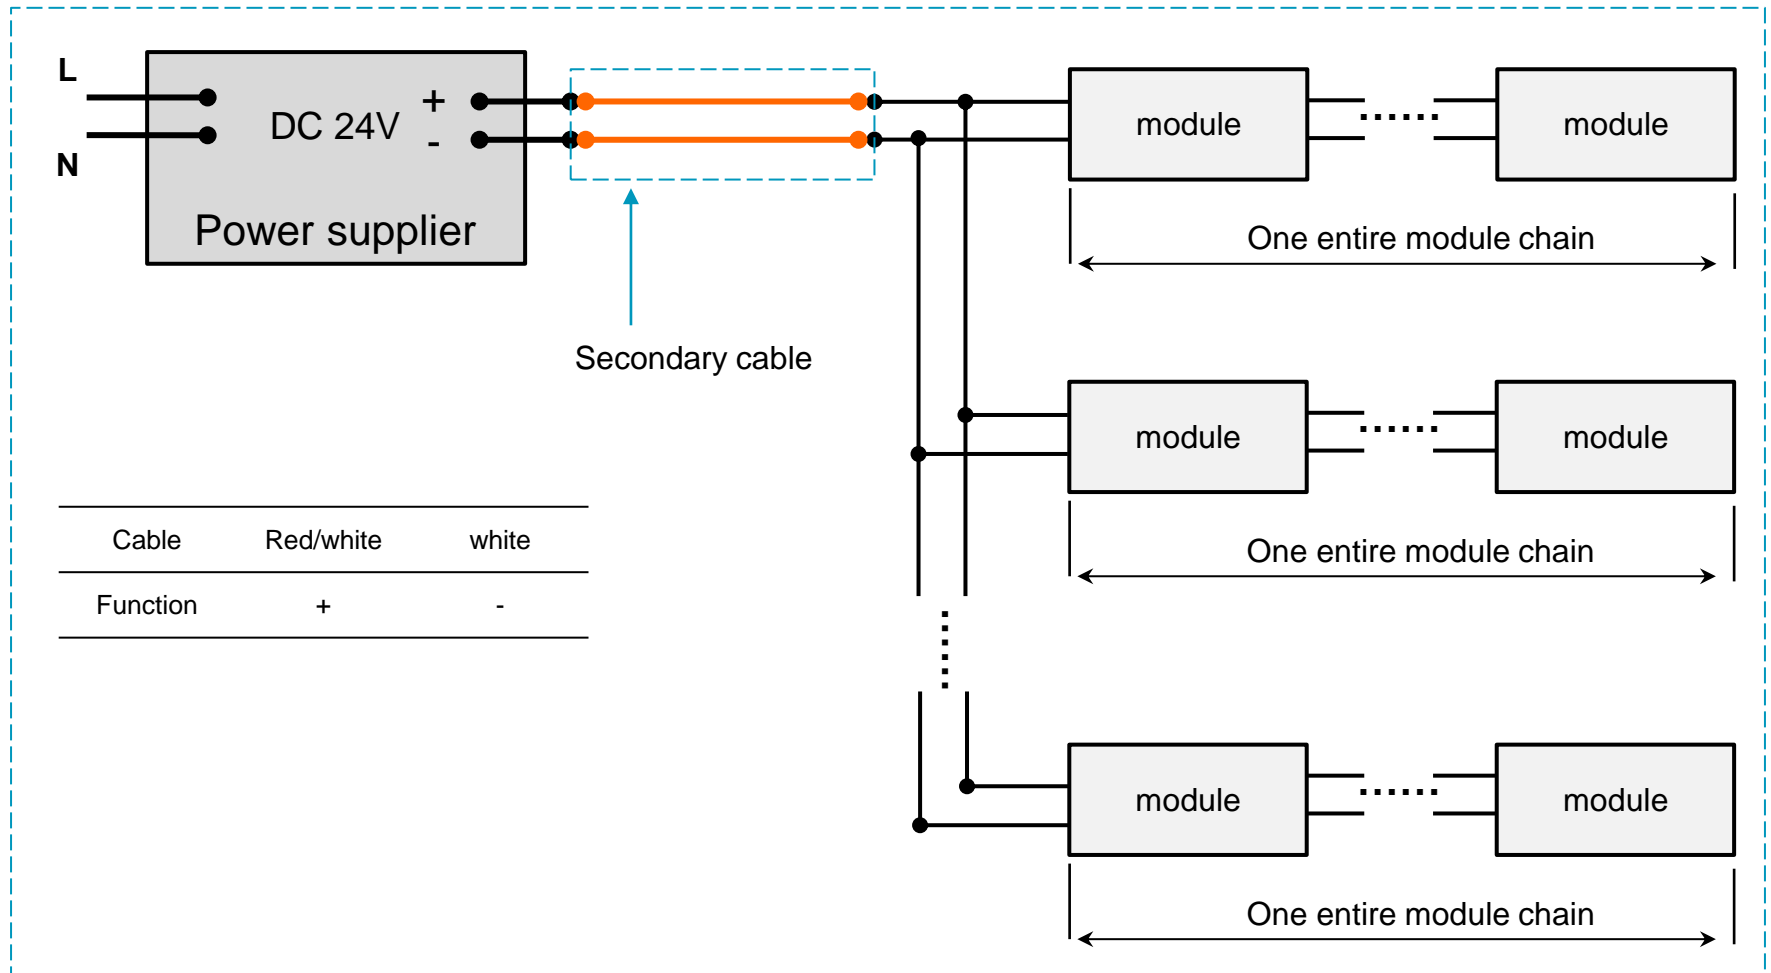 L
N
DC 24V
+
-
Power supplier
Secondary cable
module
......
module
One entire module chain
module
......
module
One entire module chain
Cable Red/white white
Function + -
......
module
......
module
One entire module chain